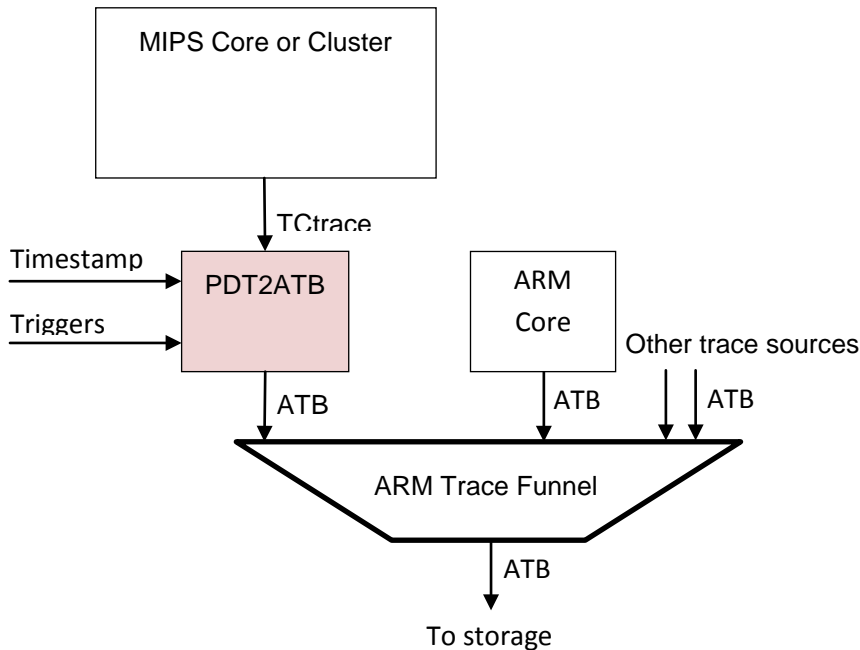 MIPS Core or Cluster
TCtrace
Timestamp
PDT2ATB
Triggers
ARM
Core
Other trace sources
ATB
ATB
ATB
ARM Trace Funnel
ATB
To storage